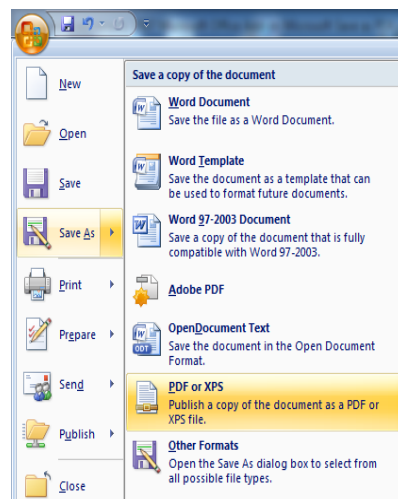 Save a copy of the document
New
Open
Save
Save As
Print
Prepare
Send
Publish
Close
Word Document
Save the file as a Word Document.
Word Template
Save the document as a template that can
be used to format future documents.
Word 97-2003 Document
Save a copy of the document that is fully
compatible with Word 97-2003.
Adobe PDF
OpenDocument Text
Save the document in the Open Document
Format.
PDF or XPS
Publish a copy of the document as a PDF or
XPS file.
Other Formats
Open the Save As dialog box to select from
all possible file types.